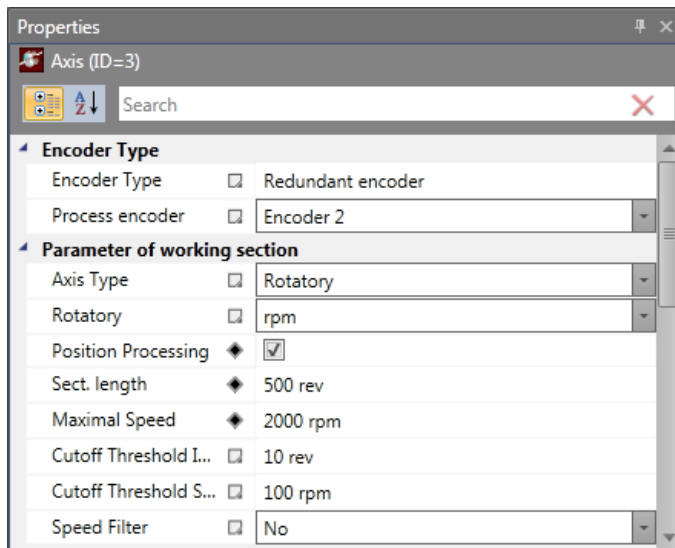 Properties
Axis (ID=3)
A Z Search
Encoder Type
Encoder Type Redundant encoder
Process encoder Encoder 2
Parameter of working section
Axis Type Rotatory
Rotatory rpm
Position Processing
Sect. length 500 rev
Maximal Speed 2000 rpm
Cutoff Threshold I... 10 rev
Cutoff Threshold S... 100 rpm
Speed Filter No